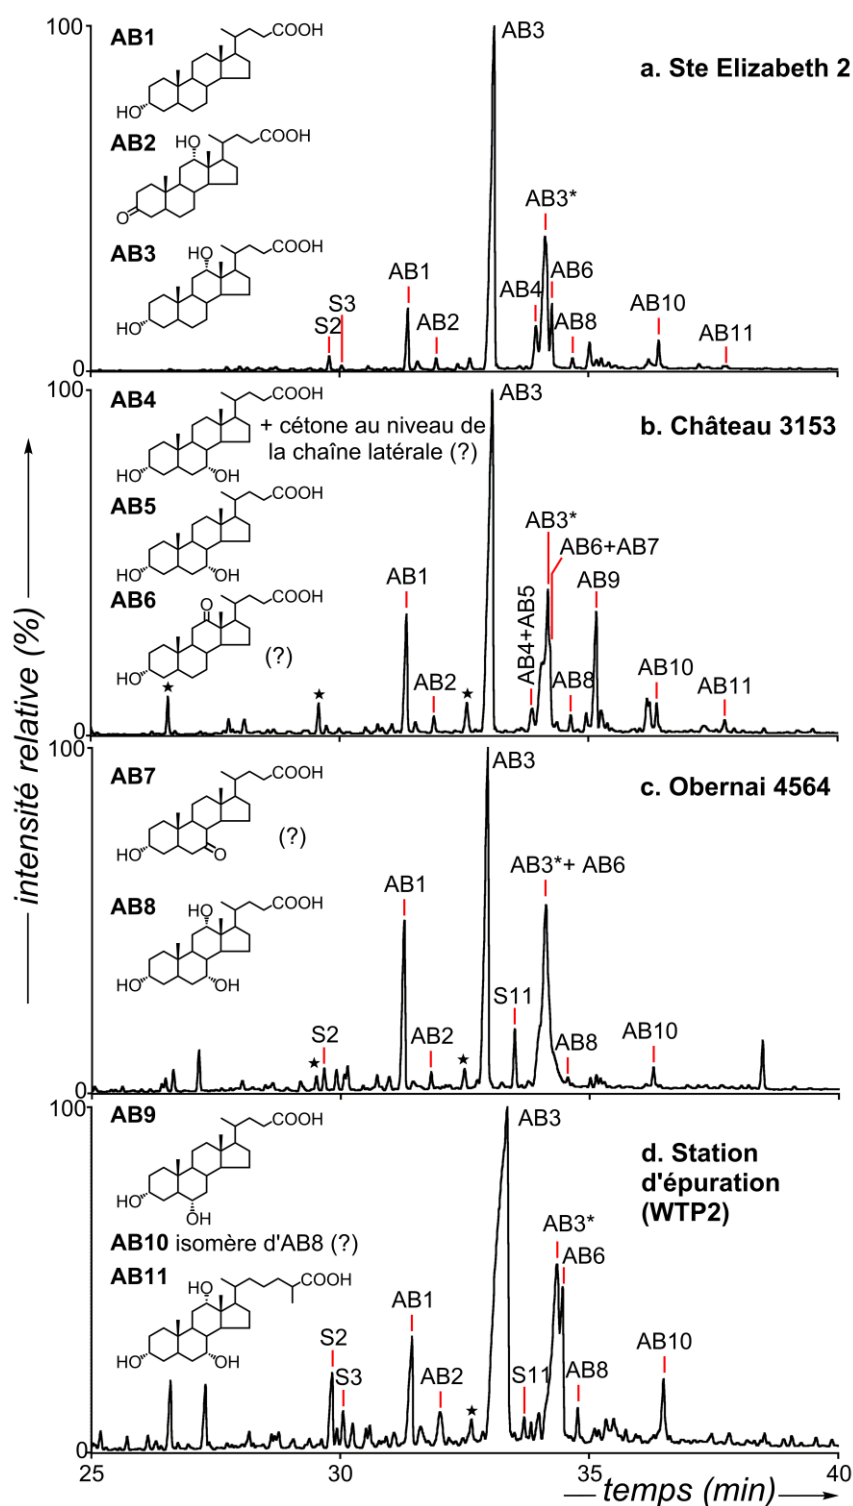 100
AB1
COOH
HO
AB3
a. Ste Elizabeth 2
AB2
HO
COOH
O
AB3*
AB3
HO
COOH
HO
AB1
AB4
AB6
S3
S2
AB2
AB8
AB10
AB11
0
100
AB4
COOH
HO
OH
+ cétone au niveau de
la chaîne latérale (?)
AB3
b. Château 3153
AB5
COOH
HO
OH
AB3*
AB6+AB7
AB6
O
COOH
HO
(?)
AB1
AB9
AB4+AB5
★
★
AB2
★
AB8
AB10
AB11
0
100
AB7
COOH
HO
O
(?)
AB3
c. Obernai 4564
AB8
HO
COOH
HO
OH
AB1
AB3*+ AB6
S11
★
S2
AB2
★
AB8
AB10
0
100
AB9
COOH
HO
OH
AB3
d. Station
d'épuration
(WTP2)
AB10 isomère d'AB8 (?)
AB3*
AB6
AB11
HO
COOH
HO
OH
AB1
S2
S3
AB2
★
S11
AB8
AB10
0
25
30
35
40
temps (min)
intensité relative (%)